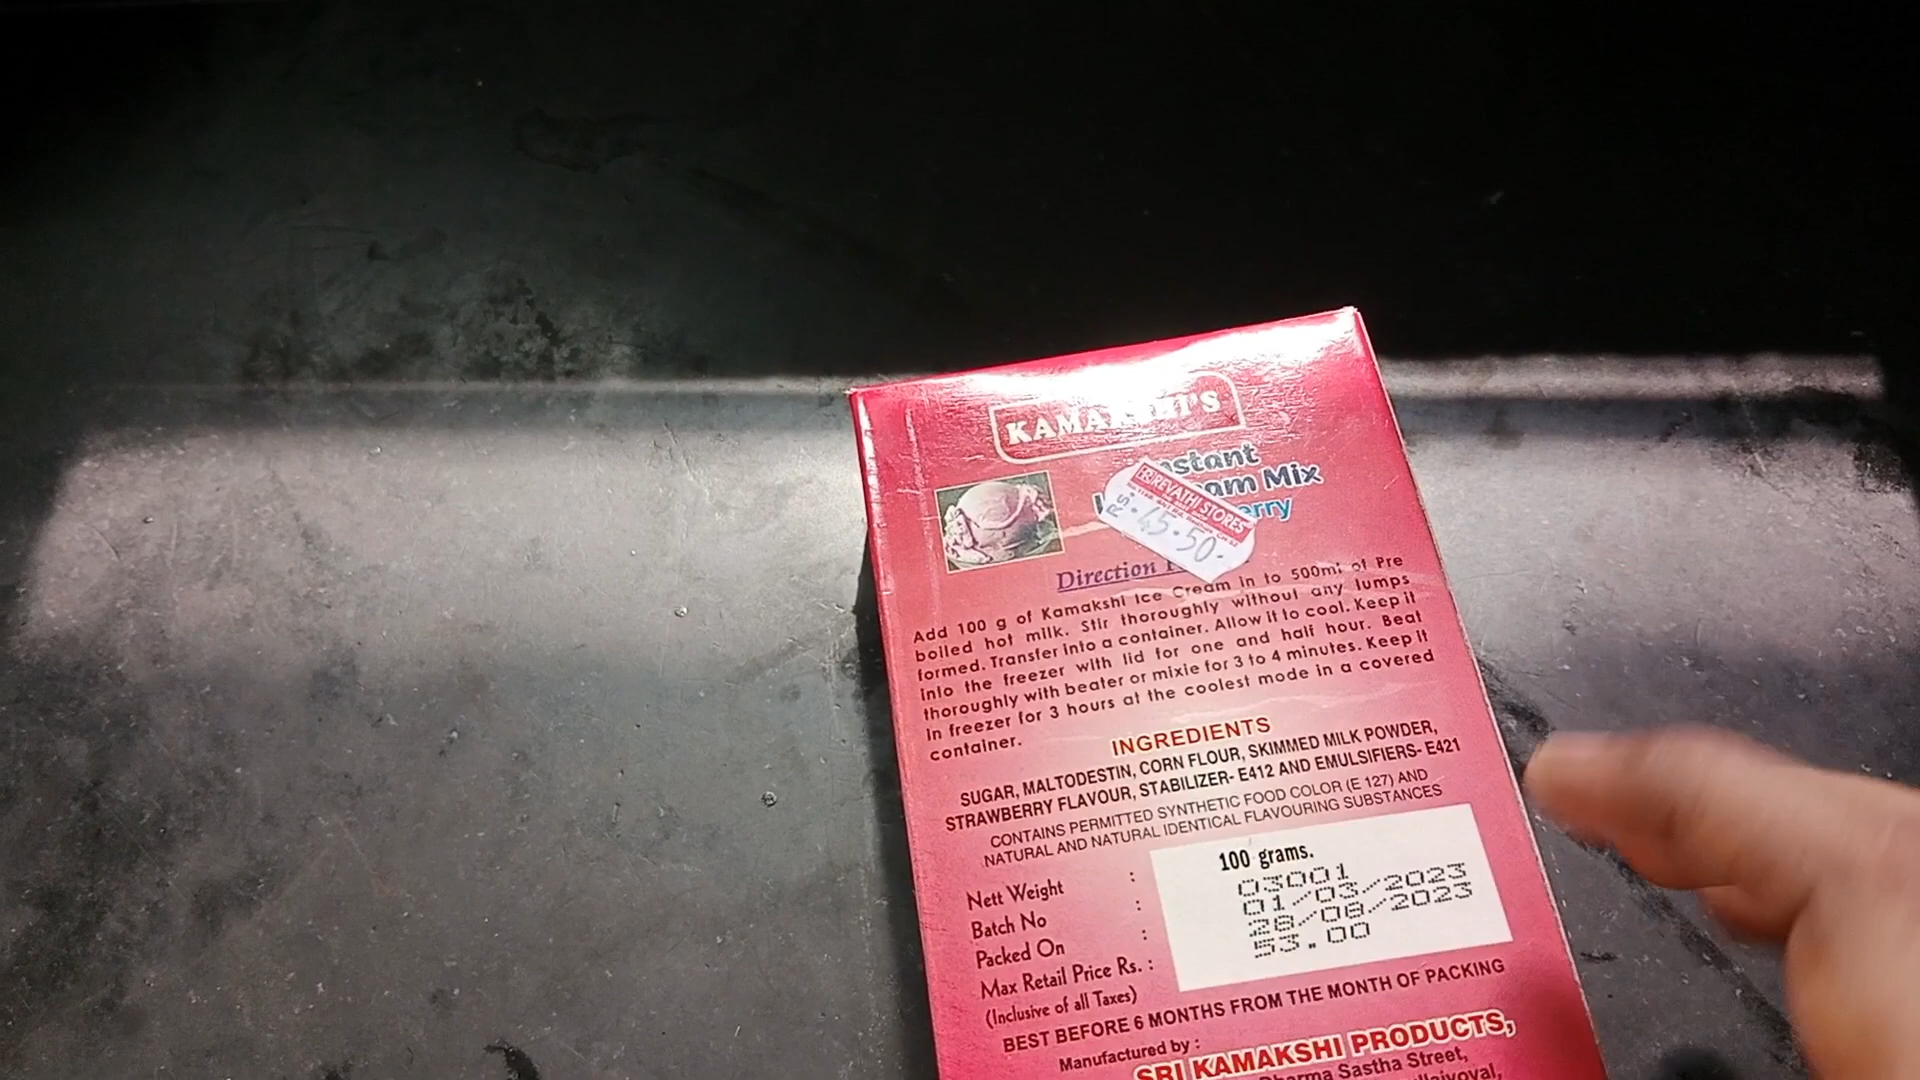 KAMAKSHI'S
Instant
Cream Mix
RREVATHI STORES
Rs. 45.50.
Direction
Add 100 g of Kamakshi Ice Cream in to 500ml of Pre
boiled hot milk. Stir thoroughly without any lumps
formed. Transfer into a container. Allow it to cool. Keep it
into the freezer with lid for one and half hour. Beat
thoroughly with beater or mixie for 3 to 4 minutes. Keep it
in freezer for 3 hours at the coolest mode in a covered
container.
INGREDIENTS
SUGAR, MALTODESTIN, CORN FLOUR, SKIMMED MILK POWDER,
STRAWBERRY FLAVOUR, STABILIZER- E412 AND EMULSIFIERS- E421
CONTAINS PERMITTED SYNTHETIC FOOD COLOR (E 127) AND
NATURAL AND NATURAL IDENTICAL FLAVOURING SUBSTANCES
Nett Weight : 100 grams.
Batch No : 03001
Packed On : 01/03/2023
28/08/2023
Max Retail Price Rs. : 53.00
(Inclusive of all Taxes)
BEST BEFORE 6 MONTHS FROM THE MONTH OF PACKING
Manufactured by :
SRI KAMAKSHI PRODUCTS,
Dharma Sastha Street,